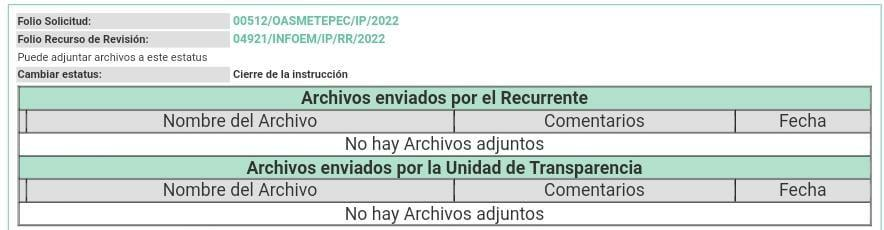 Folio Solicitud: 00512/OASMETEPEC/IP/2022
Folio Recurso de Revisión: 04921/INFOEM/IP/RR/2022
Puede adjuntar archivos a este estatus
Cambiar estatus: Cierre de la instrucción
Archivos enviados por el Recurrente
Nombre del Archivo Comentarios Fecha
No hay Archivos adjuntos
Archivos enviados por la Unidad de Transparencia
Nombre del Archivo Comentarios Fecha
No hay Archivos adjuntos